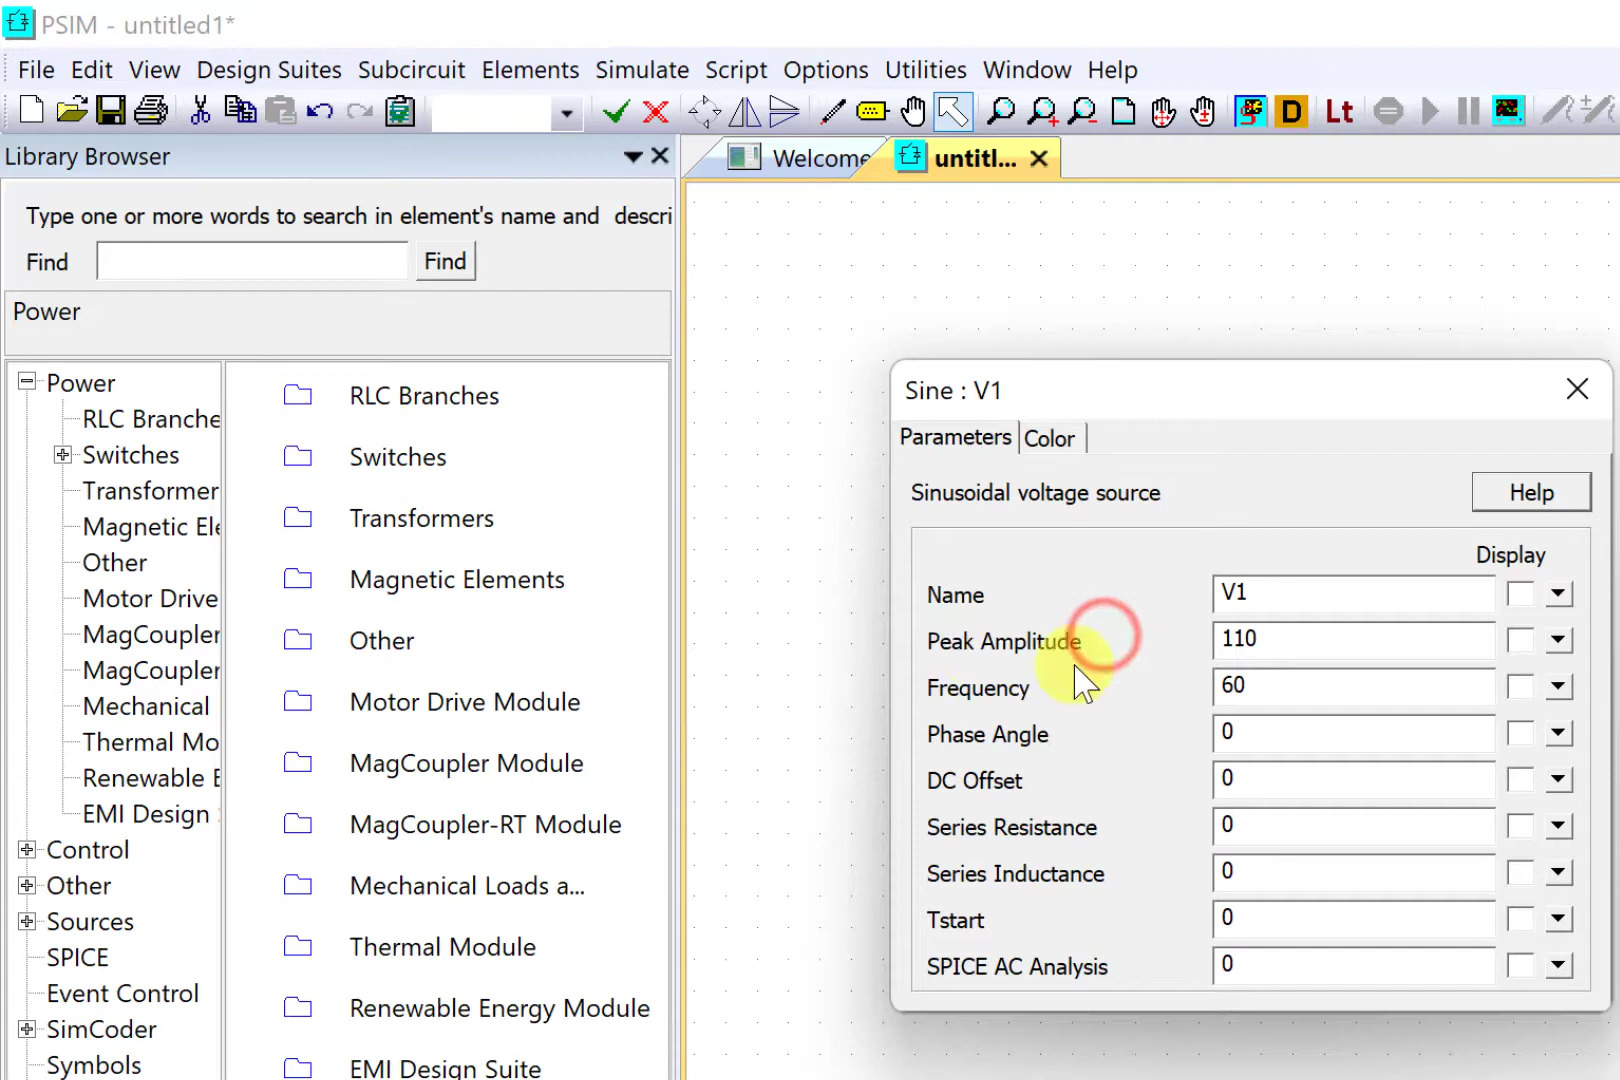 PSIM - untitled1*
File Edit View Design Suites Subcircuit Elements Simulate Script Options Utilities Window Help
D Lt
Library Browser
Welcome untitl...
Type one or more words to search in element's name and descri
Find Find
Power
Power
RLC Branche
Switches
Transformer
Magnetic Ele
Other
Motor Drive
MagCoupler
MagCoupler
Mechanical
Thermal Mo
Renewable E
EMI Design
Control
Other
Sources
SPICE
Event Control
SimCoder
Symbols
RLC Branches
Switches
Transformers
Magnetic Elements
Other
Motor Drive Module
MagCoupler Module
MagCoupler-RT Module
Mechanical Loads a...
Thermal Module
Renewable Energy Module
EMI Design Suite
Sine : V1
Parameters Color
Sinusoidal voltage source Help
Display
Name V1
Peak Amplitude 110
Frequency 60
Phase Angle 0
DC Offset 0
Series Resistance 0
Series Inductance 0
Tstart 0
SPICE AC Analysis 0